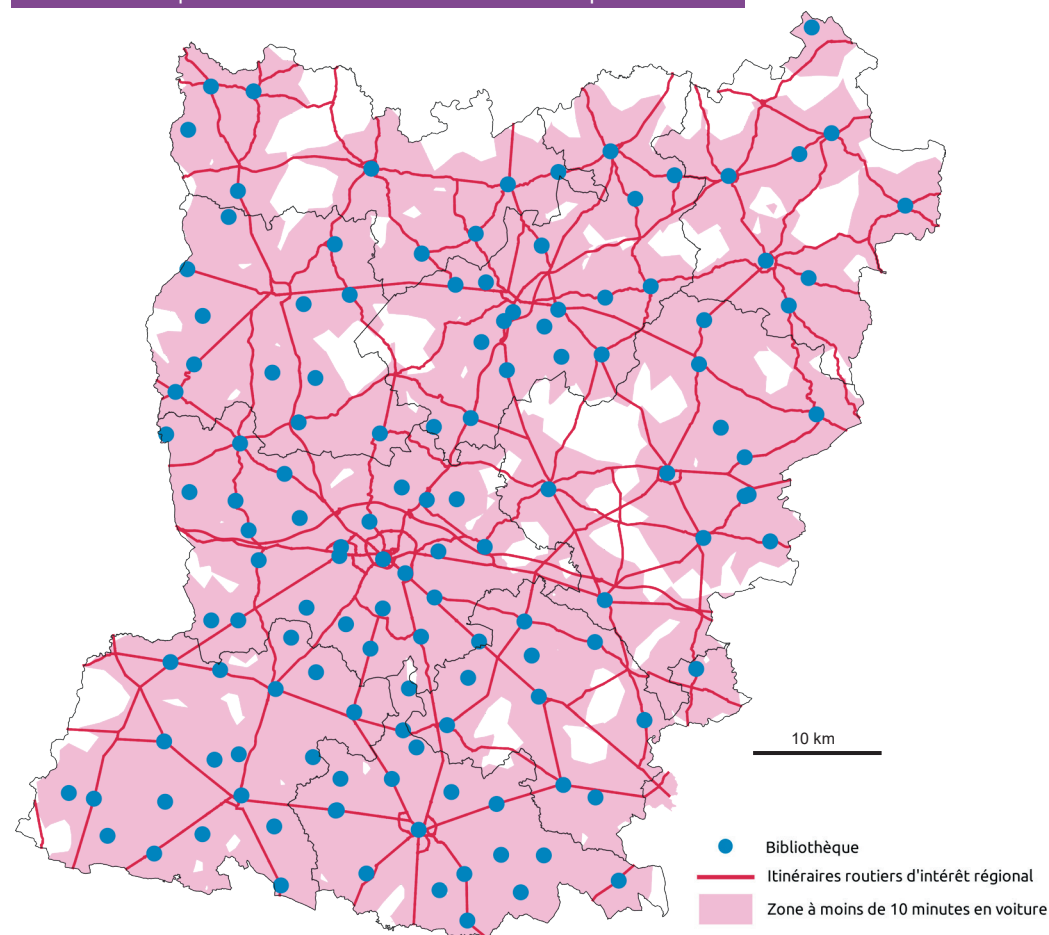 10 km
Bibliothèque
Itinéraires routiers d'intérêt régional
Zone à moins de 10 minutes en voiture